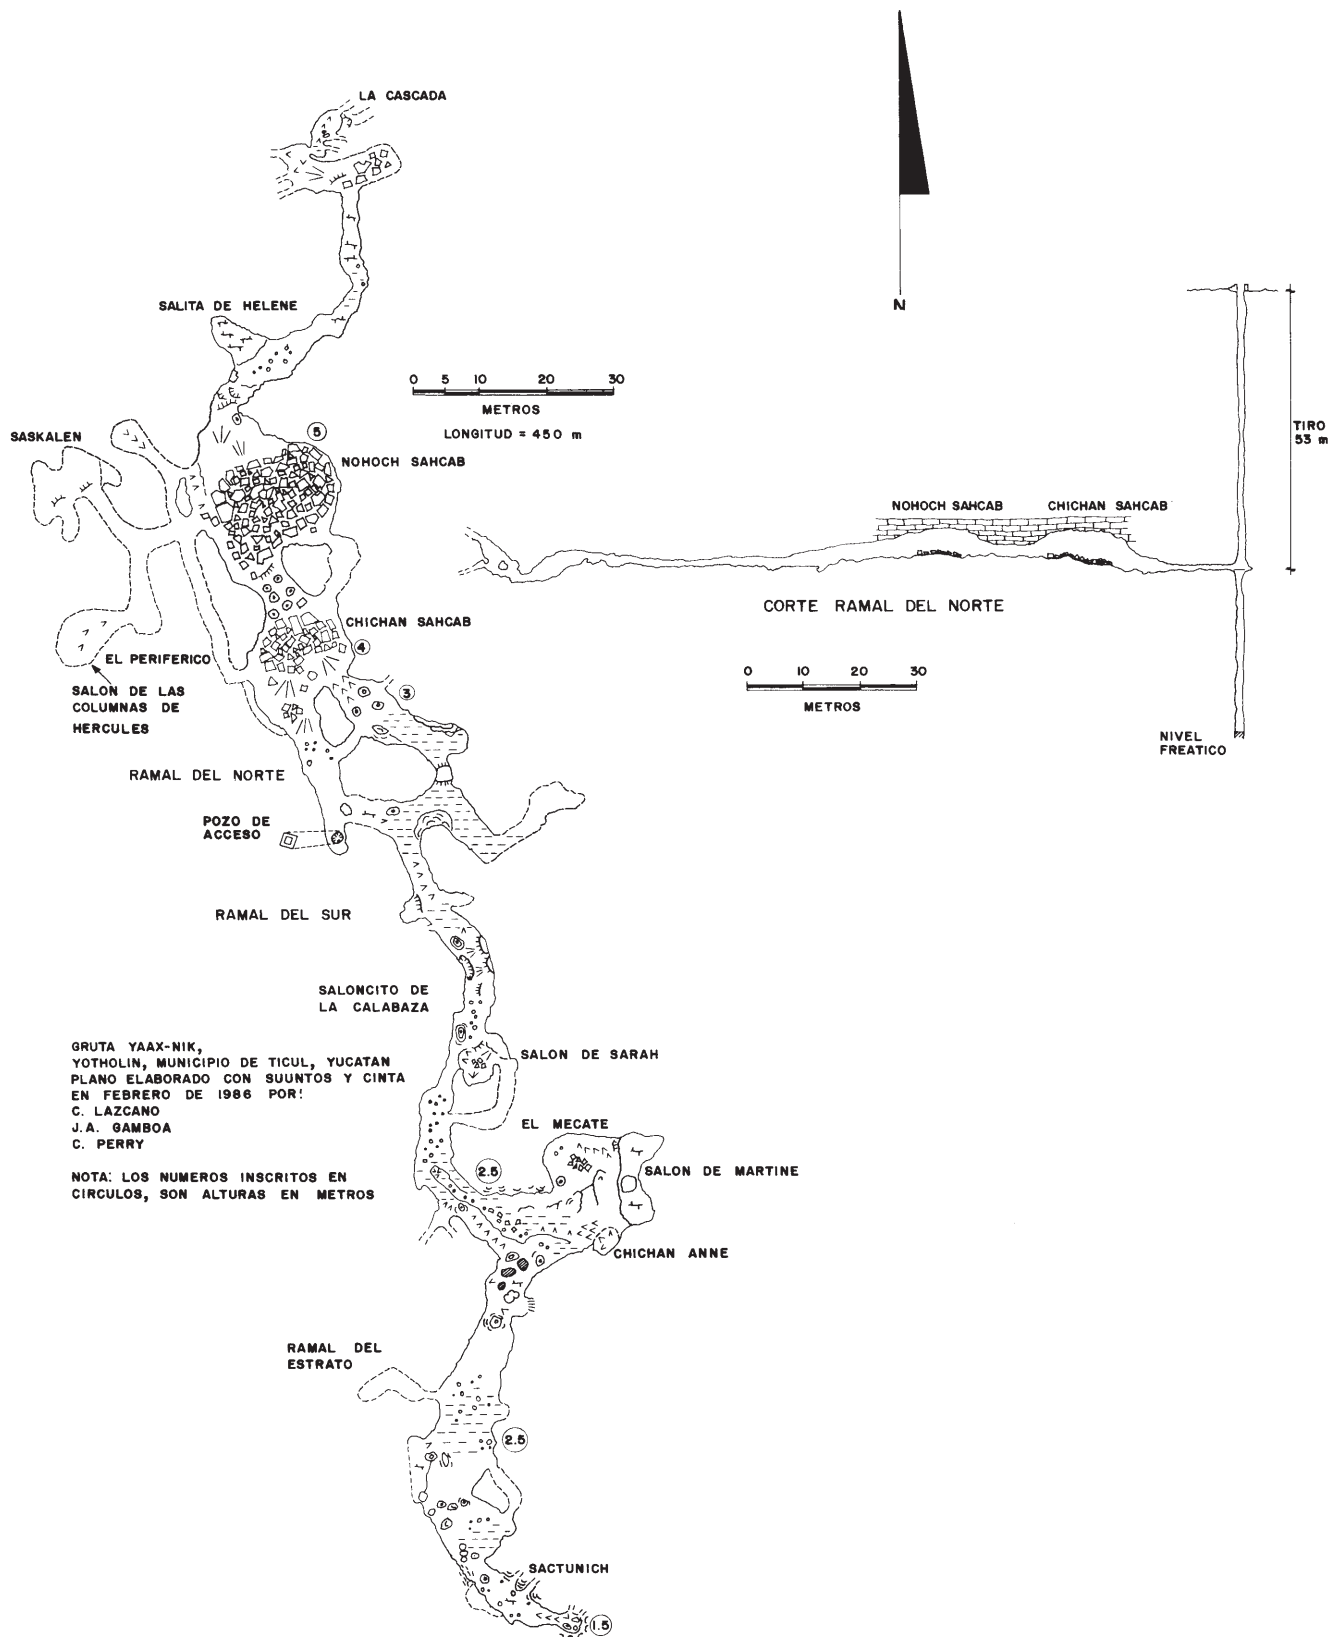 LA CASCADA
SALITA DE HELENE
N
0 5 10 20 30
METROS
LONGITUD = 450 m
SASKALEN
5
NOHOCH SAHCAB
TIRO
53 m
NOHOCH SAHCAB
CHICHAN SAHCAB
CORTE RAMAL DEL NORTE
0 10 20 30
METROS
NIVEL
FREATICO
CHICHAN SAHCAB
4
3
EL PERIFERICO
SALON DE LAS
COLUMNAS DE
HERCULES
RAMAL DEL NORTE
POZO DE
ACCESO
RAMAL DEL SUR
SALONCITO DE
LA CALABAZA
SALON DE SARAH
GRUTA YAAX-NIK,
YOTHOLIN, MUNICIPIO DE TICUL, YUCATAN
PLANO ELABORADO CON SUUNTOS Y CINTA
EN FEBRERO DE 1986 POR:
C. LAZCANO
J.A. GAMBOA
C. PERRY
NOTA: LOS NUMEROS INSCRITOS EN
CIRCULOS, SON ALTURAS EN METROS
EL MECATE
2.5
SALON DE MARTINE
CHICHAN ANNE
RAMAL DEL
ESTRATO
2.5
SACTUNICH
1.5